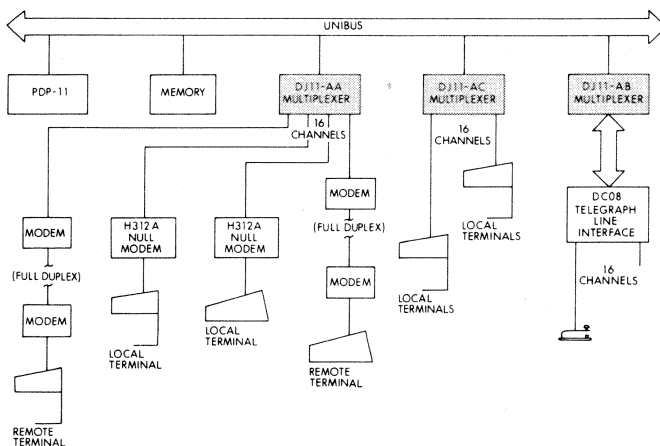 UNIBUS
PDP-11
MEMORY
DJ11-AA
MULTIPLEXER
DJ11-AC
MULTIPLEXER
DJ11-AB
MULTIPLEXER
16
CHANNELS
16
CHANNELS
MODEM
H312A
NULL
MODEM
H312A
NULL
MODEM
MODEM
LOCAL
TERMINALS
DC08
TELEGRAPH
LINE
INTERFACE
(FULL DUPLEX)
(FULL DUPLEX)
16
CHANNELS
MODEM
MODEM
LOCAL
TERMINALS
LOCAL
TERMINAL
LOCAL
TERMINAL
REMOTE
TERMINAL
REMOTE
TERMINAL